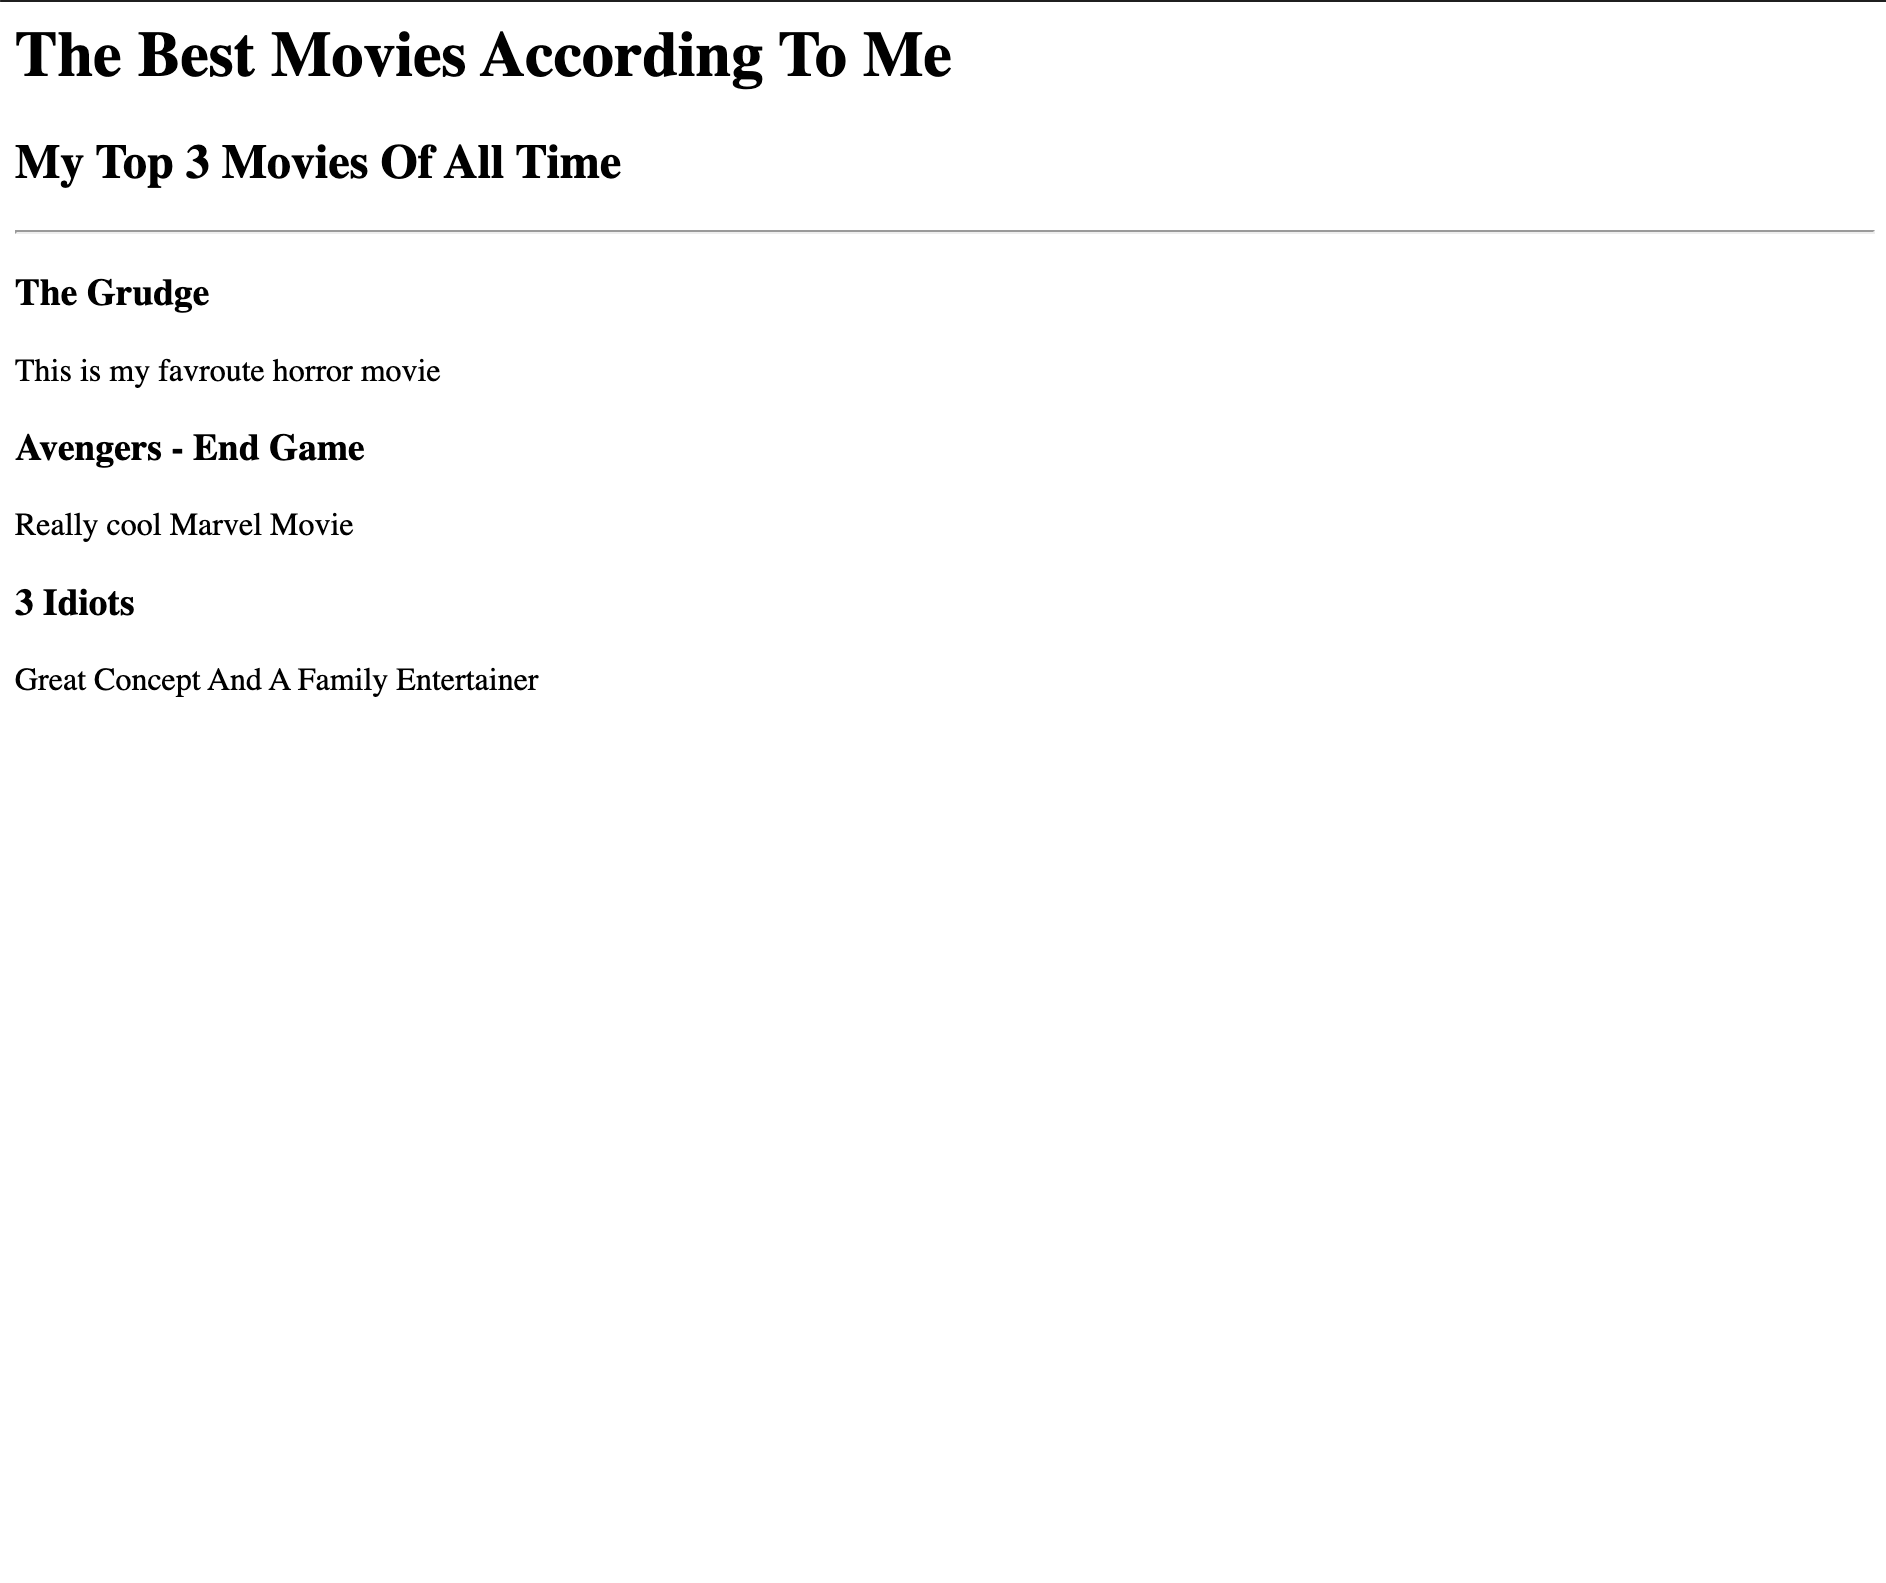 The Best Movies According To Me
My Top 3 Movies Of All Time
The Grudge
This is my favroute horror movie
Avengers - End Game
Really cool Marvel Movie
3 Idiots
Great Concept And A Family Entertainer